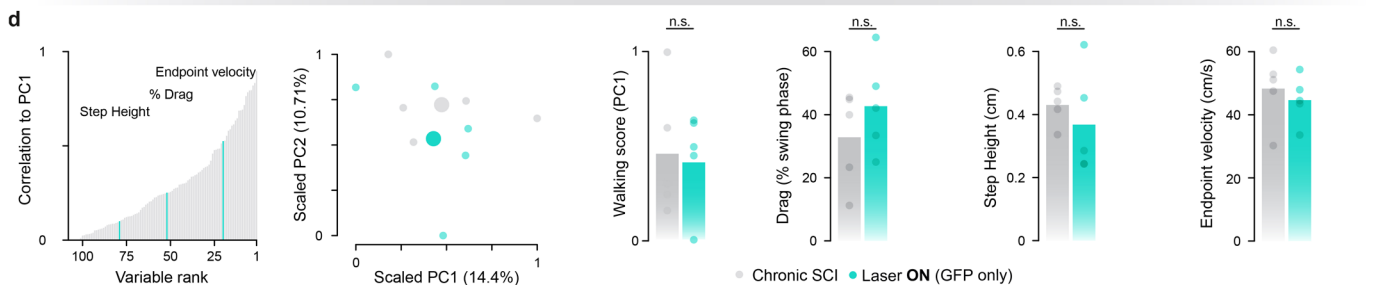 d
Correlation to PC1
1
0
Endpoint velocity
% Drag
Step Height
100 75 50 25 1
Variable rank
Scaled PC2 (10.71%)
1
0
0 1
Scaled PC1 (14.4%)
n.s.
Walking score (PC1)
1
0
n.s.
Drag (% swing phase)
60
40
20
0
n.s.
Step Height (cm)
0.6
0.4
0.2
0
n.s.
Endpoint velocity (cm/s)
60
40
20
0
Chronic SCI Laser ON (GFP only)